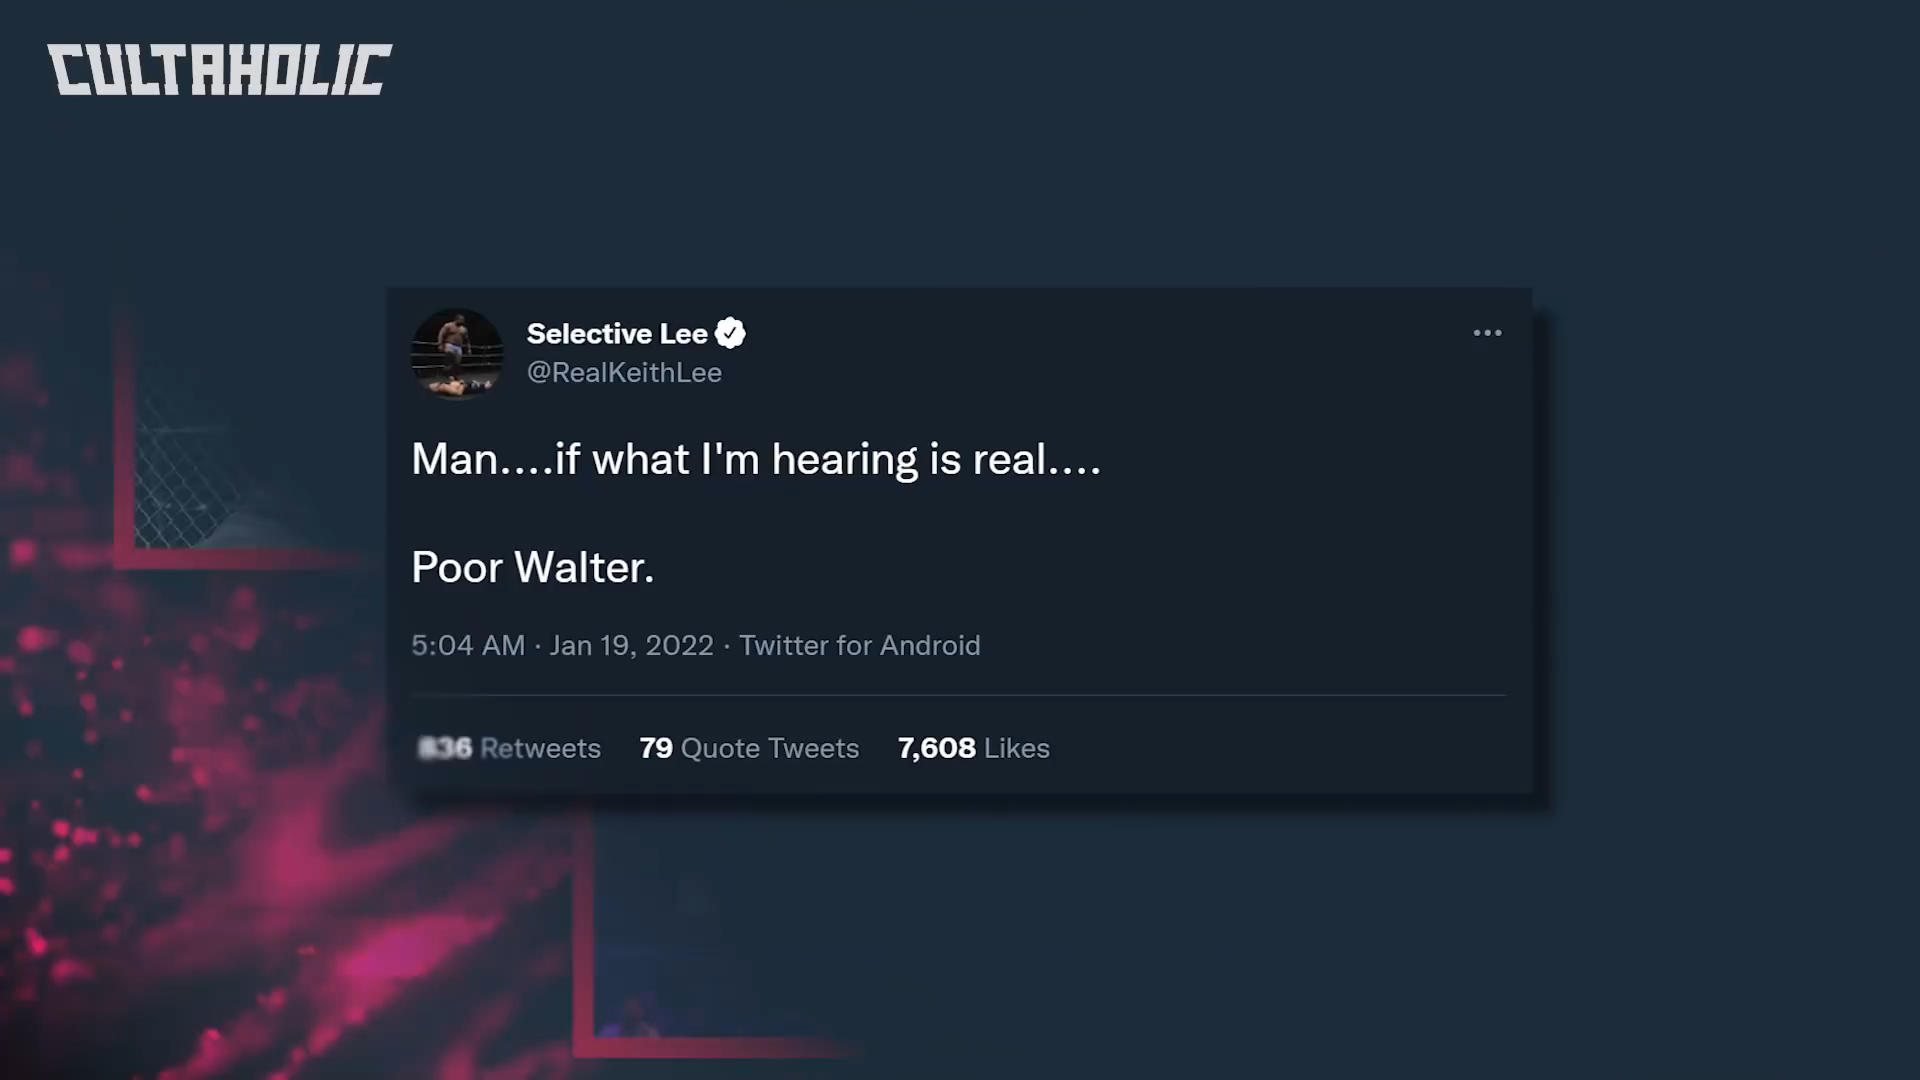 CULTAHOLIC
Selective Lee
@RealKeithLee
Man....if what I'm hearing is real....
Poor Walter.
5:04 AM · Jan 19, 2022 · Twitter for Android
836 Retweets 79 Quote Tweets 7,608 Likes